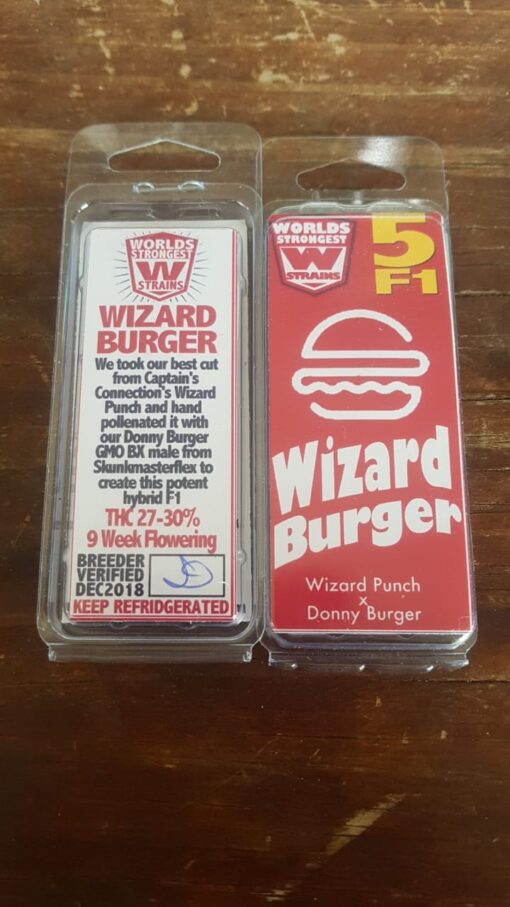 WORLDS
STRONGEST
W
STRAINS
WIZARD
BURGER
We took our best cut
from Captain's
Connection's Wizard
Punch and hand
pollenated it with
our Donny Burger
GMO BX male from
Skunkmasterflex to
create this potent
hybrid F1
THC 27-30%
9 Week Flowering
BREEDER
VERIFIED
DEC2018
KEEP REFRIDGERATED
WORLDS
STRONGEST
W
STRAINS
5
F1
Wizard
Burger
Wizard Punch
x
Donny Burger